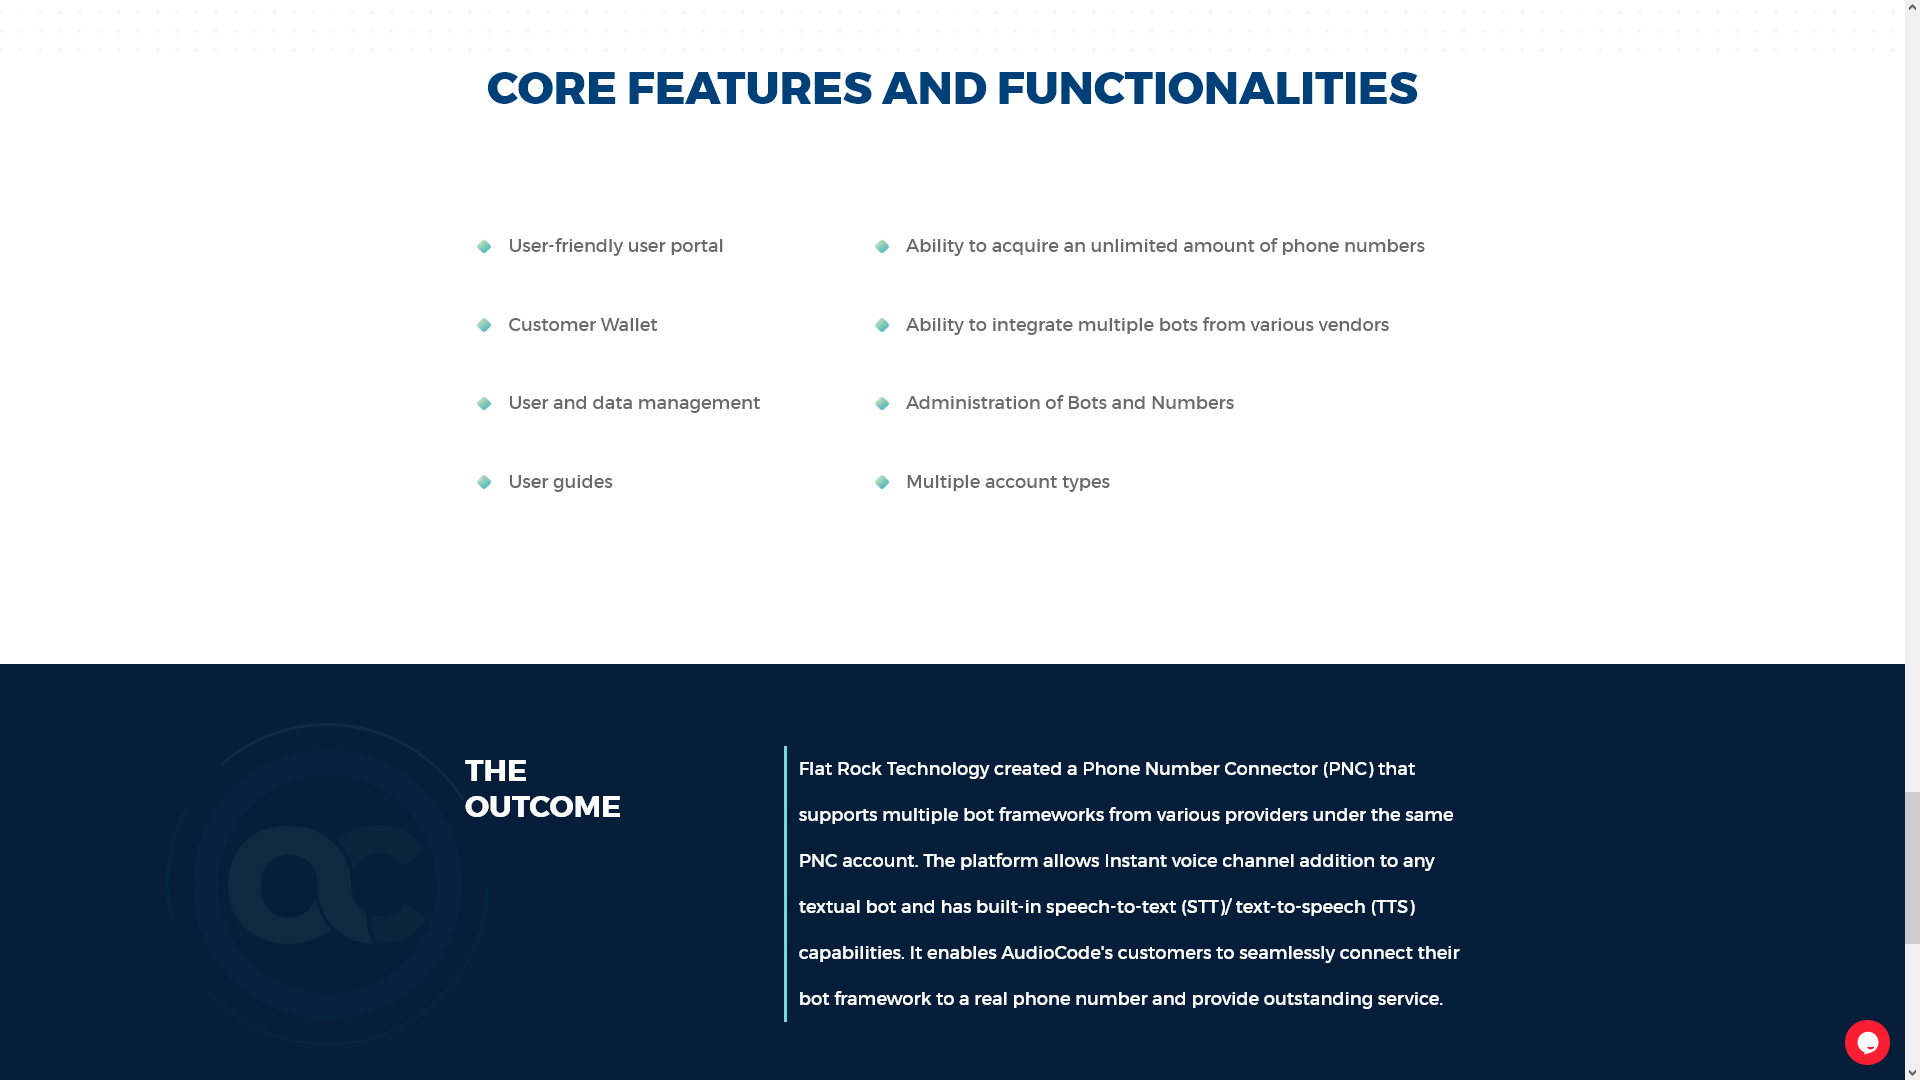 CORE FEATURES AND FUNCTIONALITIES
User-friendly user portal
Customer Wallet
User and data management
User guides
Ability to acquire an unlimited amount of phone numbers
Ability to integrate multiple bots from various vendors
Administration of Bots and Numbers
Multiple account types
THE
OUTCOME
Flat Rock Technology created a Phone Number Connector (PNC) that
supports multiple bot frameworks from various providers under the same
PNC account. The platform allows Instant voice channel addition to any
textual bot and has built-in speech-to-text (STT)/ text-to-speech (TTS)
capabilities. It enables AudioCode's customers to seamlessly connect their
bot framework to a real phone number and provide outstanding service.
ac